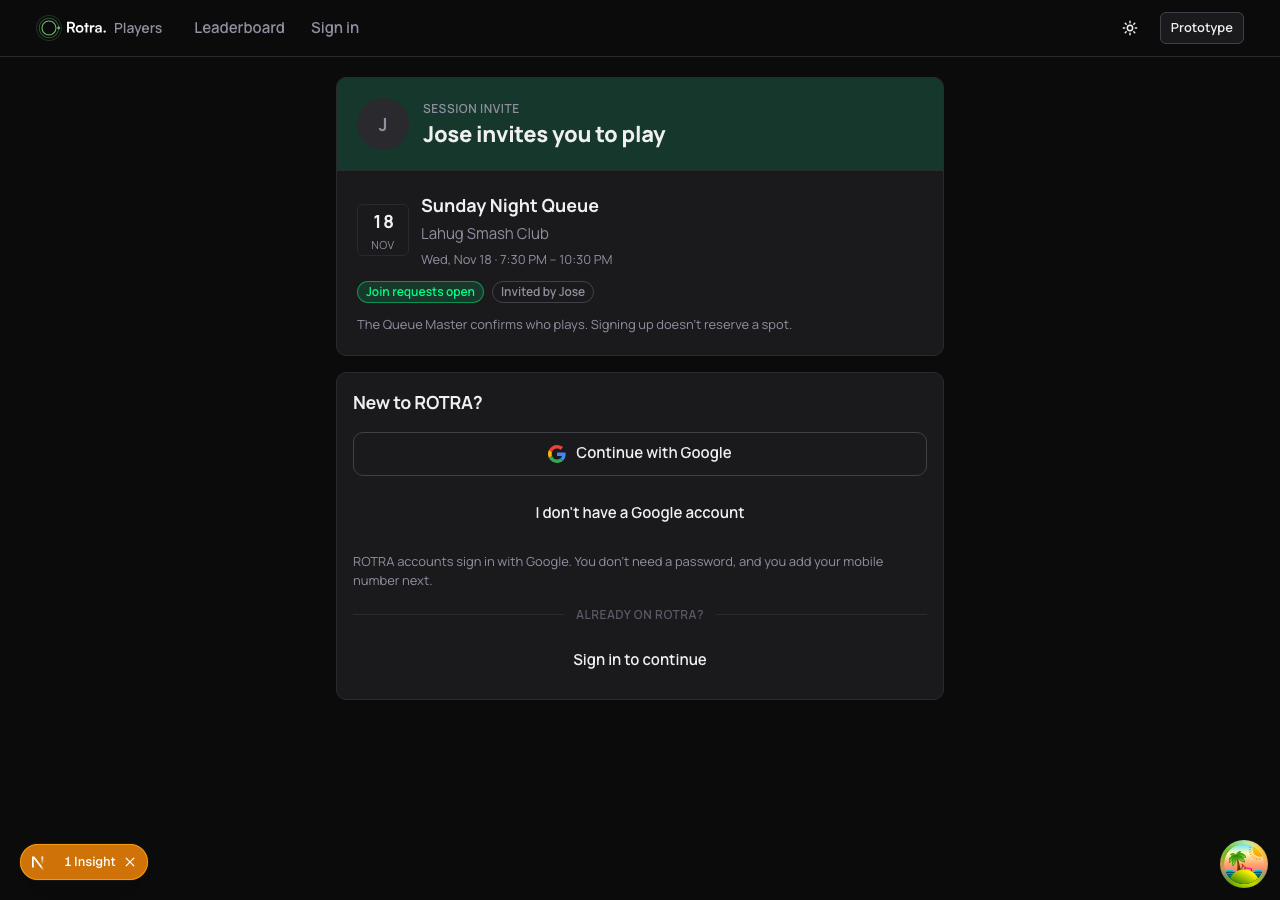 Rotra. Players Leaderboard Sign in Prototype
J
SESSION INVITE
Jose invites you to play
18
NOV
Sunday Night Queue
Lahug Smash Club
Wed, Nov 18 · 7:30 PM – 10:30 PM
Join requests open Invited by Jose
The Queue Master confirms who plays. Signing up doesn't reserve a spot.
New to ROTRA?
Continue with Google
I don't have a Google account
ROTRA accounts sign in with Google. You don't need a password, and you add your mobile
number next.
ALREADY ON ROTRA?
Sign in to continue
N 1 Insight